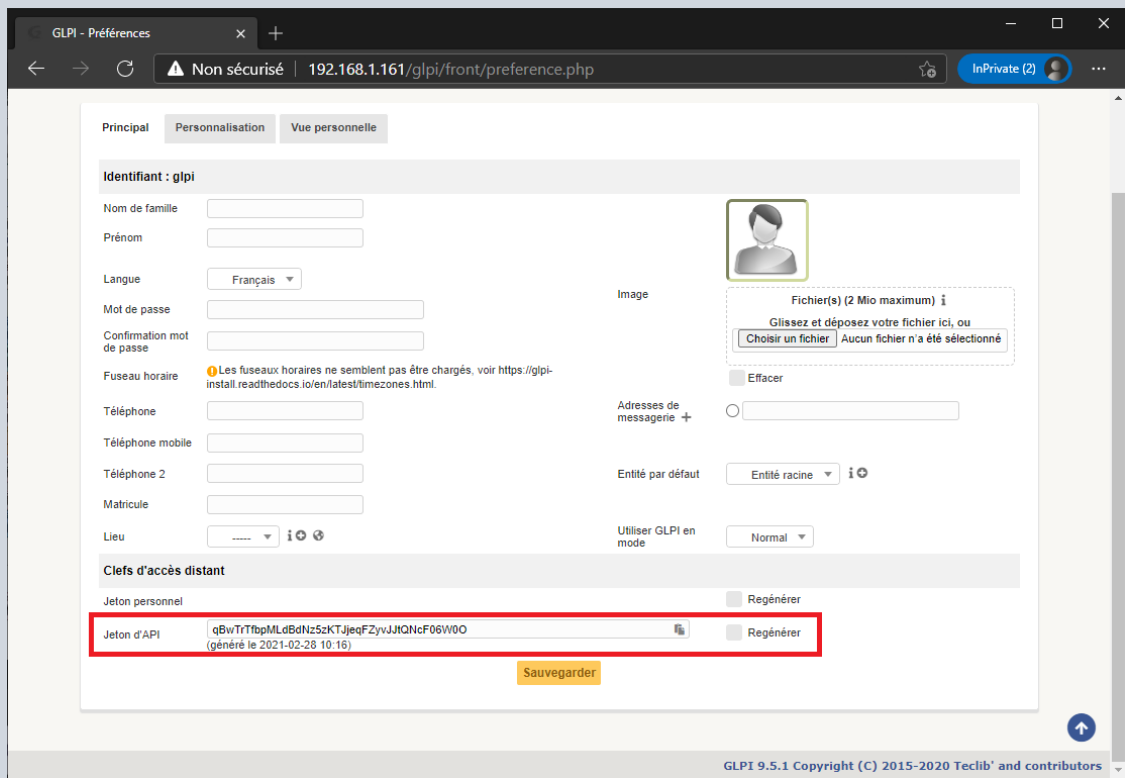 GLPI - Préférences
Non sécurisé | 192.168.1.161/glpi/front/preference.php
InPrivate (2)
Principal Personnalisation Vue personnelle
Identifiant : glpi
Nom de famille
Prénom
Langue Français
Mot de passe
Confirmation mot
de passe
Fuseau horaire Les fuseaux horaires ne semblent pas être chargés, voir https://glpi-
install.readthedocs.io/en/latest/timezones.html.
Téléphone
Téléphone mobile
Téléphone 2
Matricule
Lieu -----
Image
Fichier(s) (2 Mio maximum)
Glissez et déposez votre fichier ici, ou
Choisir un fichier Aucun fichier n'a été sélectionné
Effacer
Adresses de
messagerie
Entité par défaut Entité racine
Utiliser GLPI en
mode Normal
Clefs d'accès distant
Jeton personnel Regénérer
Jeton d'API qBwTrTfbpMLdBdNz5zKTJjeqFZyvJJtQNcF06W0O Regénérer
(généré le 2021-02-28 10:16)
Sauvegarder
GLPI 9.5.1 Copyright (C) 2015-2020 Teclib' and contributors